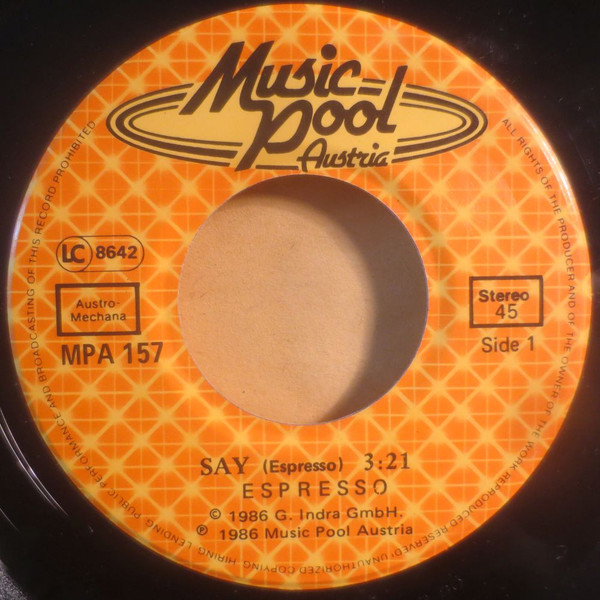 Music
Pool
Austria
LC 8642
Austro-
Mechana
MPA 157
Stereo
45
Side 1
SAY (Espresso) 3:21
ESPRESSO
© 1986 G. Indra GmbH.
℗ 1986 Music Pool Austria
ALL RIGHTS OF THE PRODUCER AND OF THE OWNER OF THE WORK REPRODUCED RESERVED! UNAUTHORIZED COPYING, HIRING, LENDING, PUBLIC PERFORMANCE AND BROADCASTING OF THIS RECORD PROHIBITED